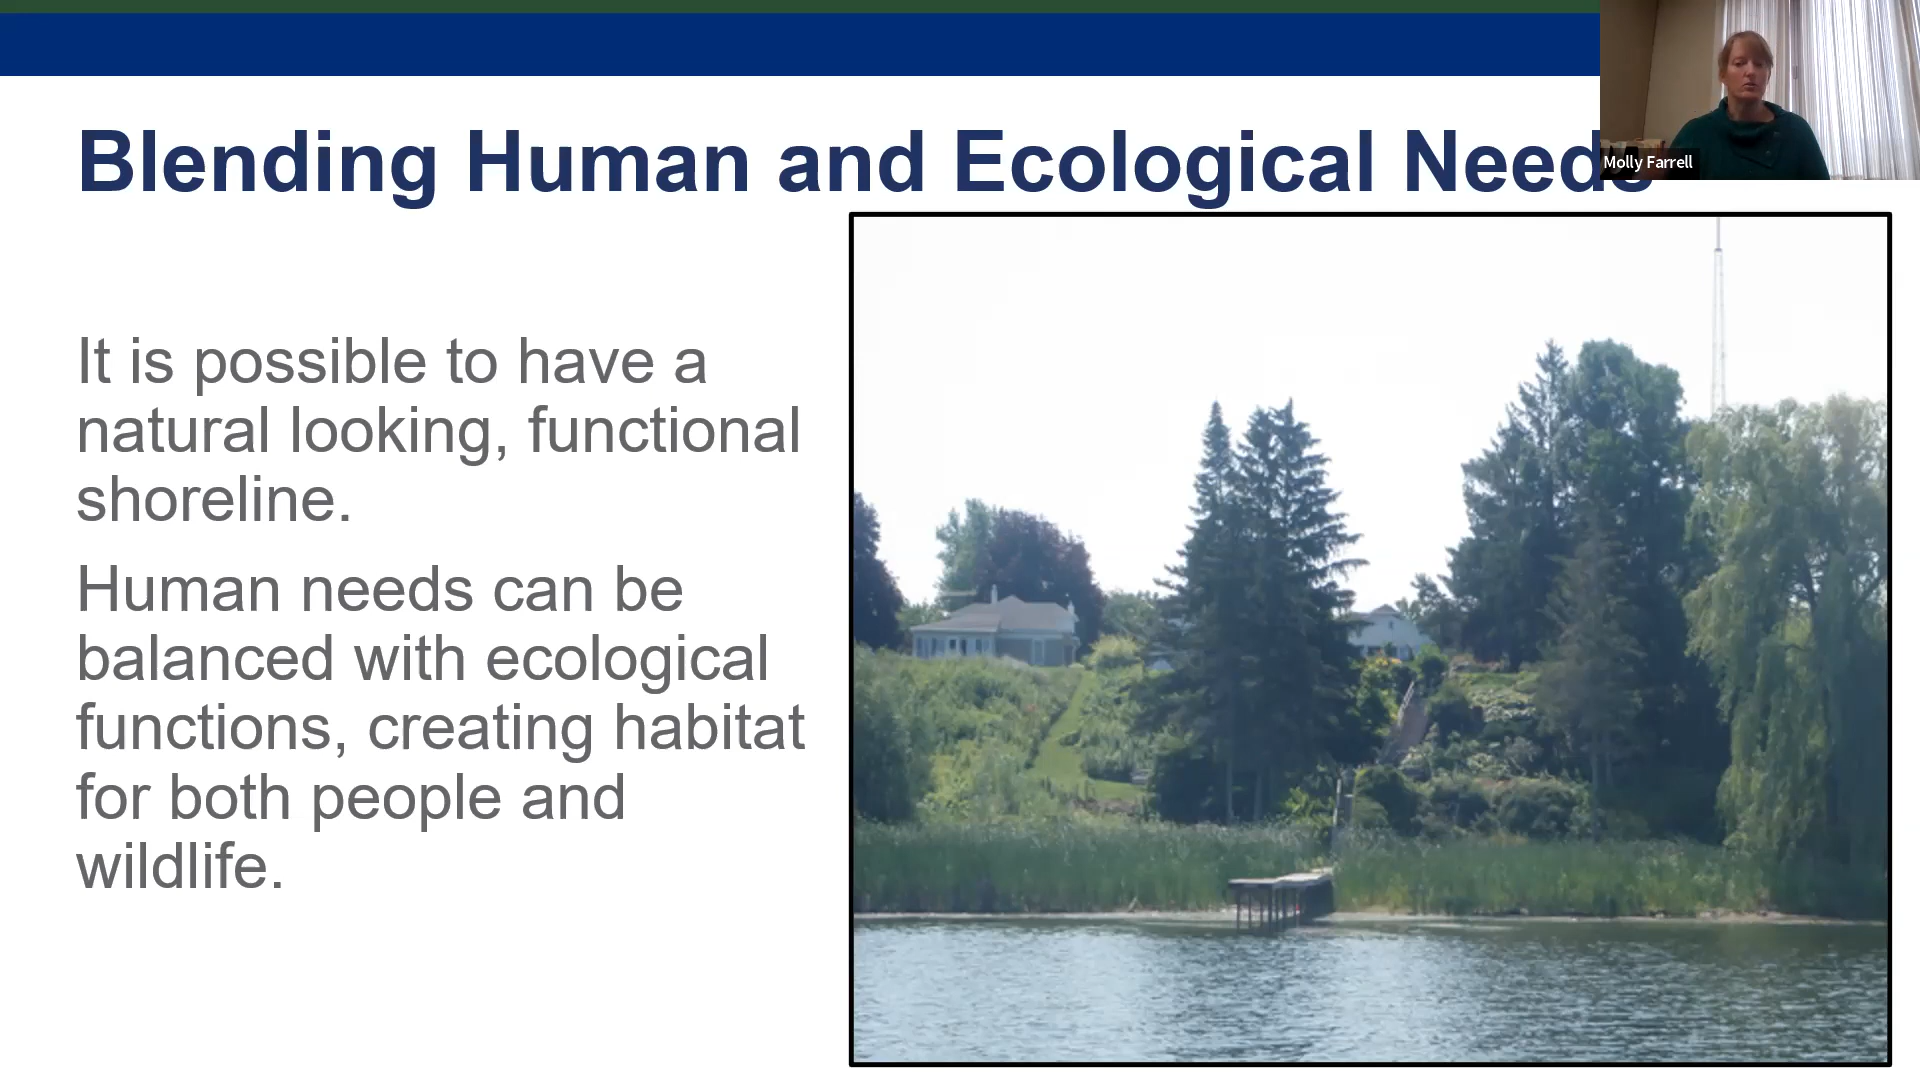 Blending Human and Ecological Needs
Molly Farrell
It is possible to have a
natural looking, functional
shoreline.
Human needs can be
balanced with ecological
functions, creating habitat
for both people and
wildlife.